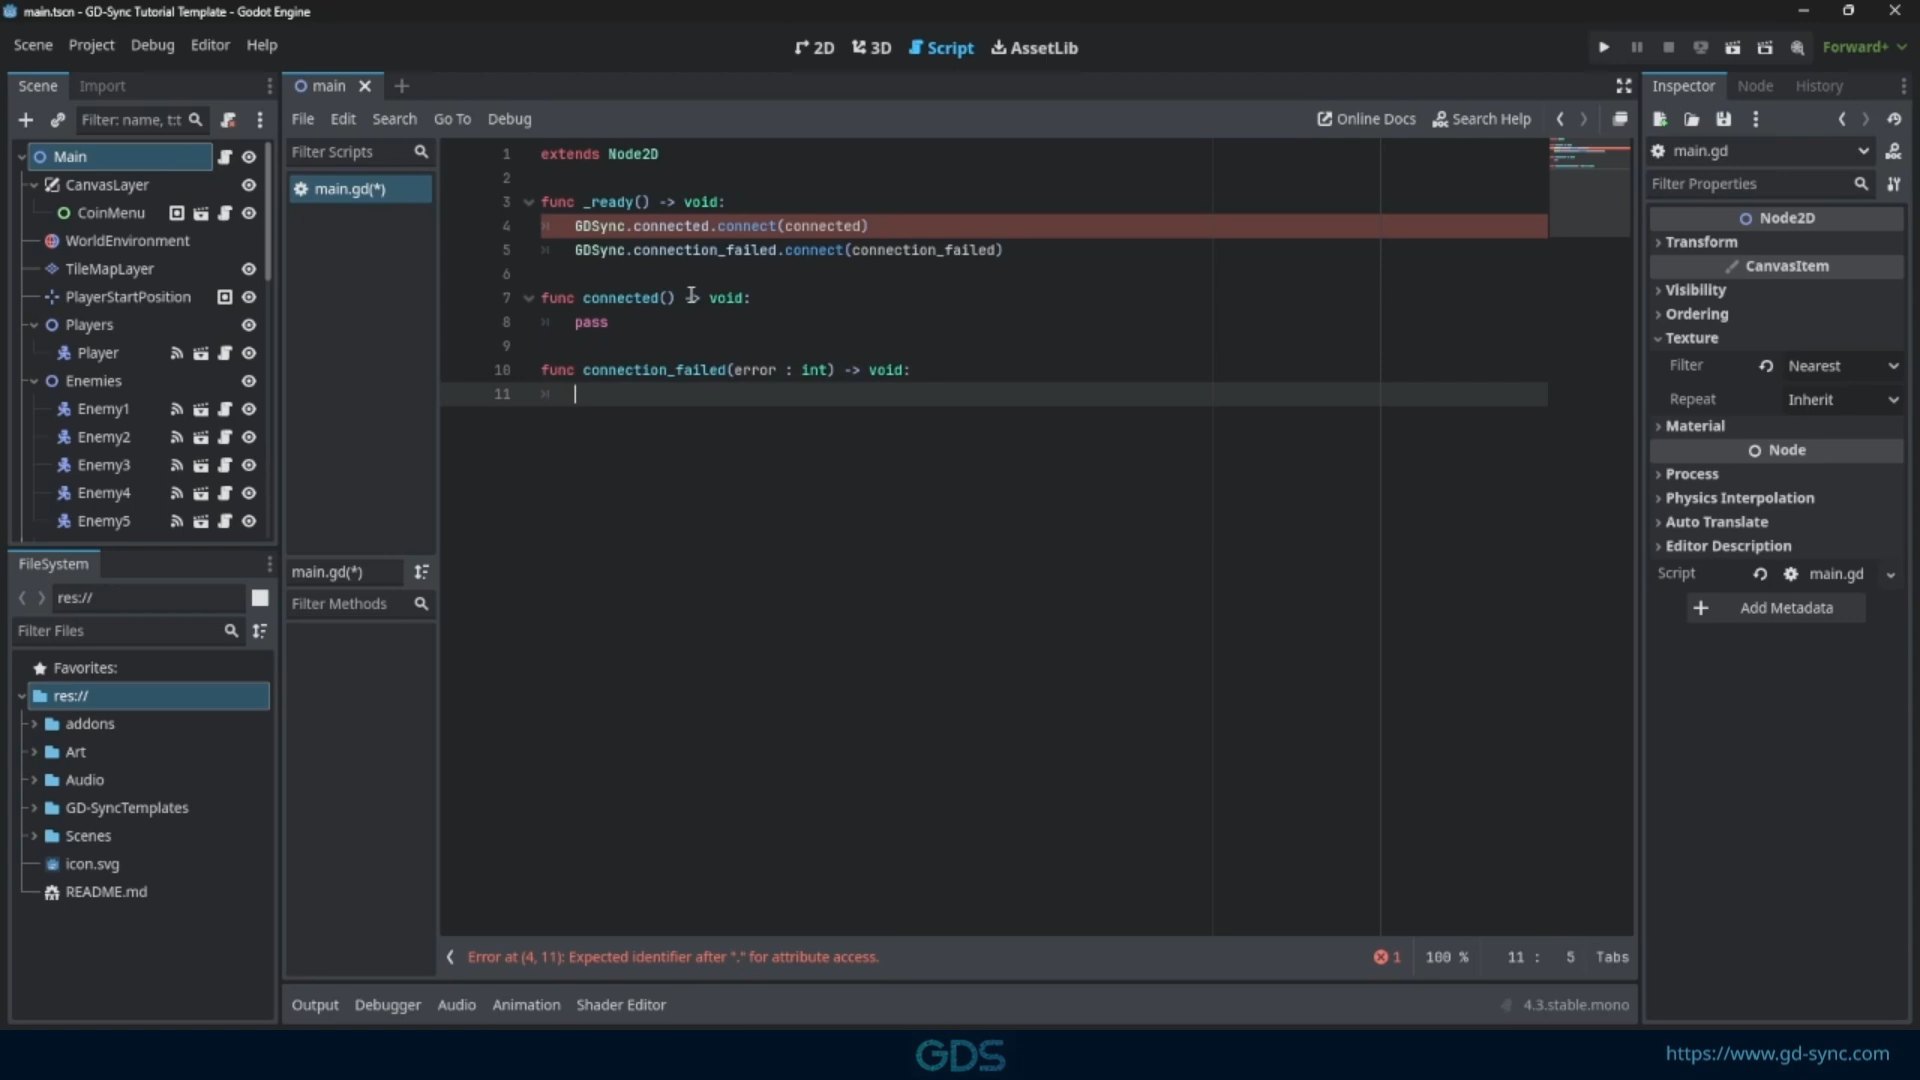 main.tscn - GD-Sync Tutorial Template - Godot Engine
Scene Project Debug Editor Help
2D 3D Script AssetLib
Forward+
Scene Import
main
Inspector Node History
Filter: name, t:t
File Edit Search Go To Debug
Online Docs Search Help
Main
CanvasLayer
CoinMenu
WorldEnvironment
TileMapLayer
PlayerStartPosition
Players
Player
Enemies
Enemy1
Enemy2
Enemy3
Enemy4
Enemy5
FileSystem
res://
Filter Files
Favorites:
res://
addons
Art
Audio
GD-SyncTemplates
Scenes
icon.svg
README.md
Filter Scripts
main.gd(*)
main.gd(*)
Filter Methods
1 extends Node2D
2
3 func _ready() -> void:
4 GDSync.connected.connect(connected)
5 GDSync.connection_failed.connect(connection_failed)
6
7 func connected() -> void:
8 pass
9
10 func connection_failed(error : int) -> void:
11
Error at (4, 11): Expected identifier after "." for attribute access.
1 100 % 11 : 5 Tabs
Output Debugger Audio Animation Shader Editor
4.3.stable.mono
main.gd
Filter Properties
Node2D
Transform
CanvasItem
Visibility
Ordering
Texture
Filter Nearest
Repeat Inherit
Material
Node
Process
Physics Interpolation
Auto Translate
Editor Description
Script main.gd
Add Metadata
GDS
https://www.gd-sync.com